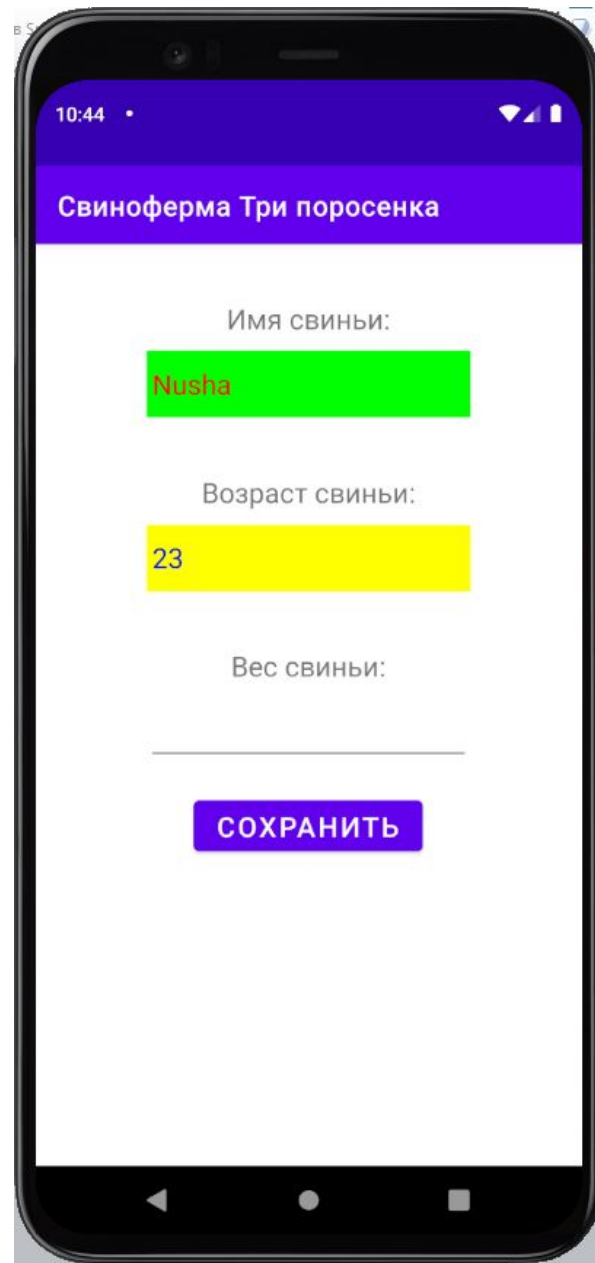 в S
10:44
Свиноферма Три поросенка
Имя свиньи:
Nusha
Возраст свиньи:
23
Вес свиньи:
СОХРАНИТЬ